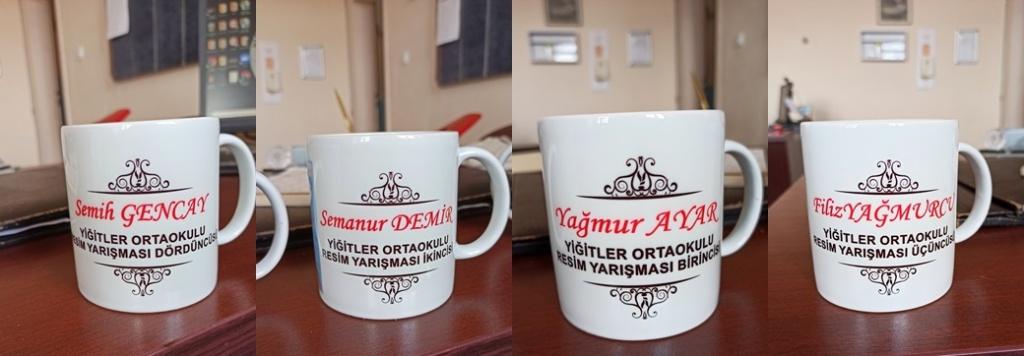 Semih GENCAY
YİĞİTLER ORTAOKULU
RESİM YARIŞMASI DÖRDÜNCÜSÜ
Semanur DEMİR
YİĞİTLER ORTAOKULU
RESİM YARIŞMASI İKİNCİSİ
Yağmur AYAR
YİĞİTLER ORTAOKULU
RESİM YARIŞMASI BİRİNCİSİ
Filiz YAĞMURCU
YİĞİTLER ORTAOKULU
RESİM YARIŞMASI ÜÇÜNCÜSÜ